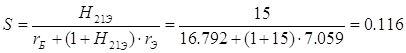 S = H₂₁Э / (r_Б + (1 + H₂₁Э) · r_Э) = 15 / (16.792 + (1 + 15) · 7.059) = 0.116